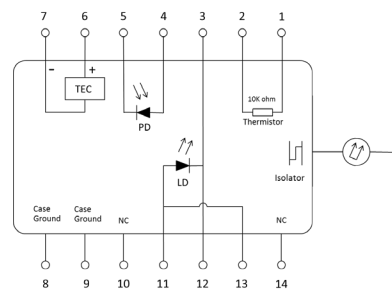 7 6 5 4 3 2 1
- +
TEC
PD
10K ohm
Thermistor
LD
Isolator
Case
Ground
Case
Ground
NC
NC
8 9 10 11 12 13 14